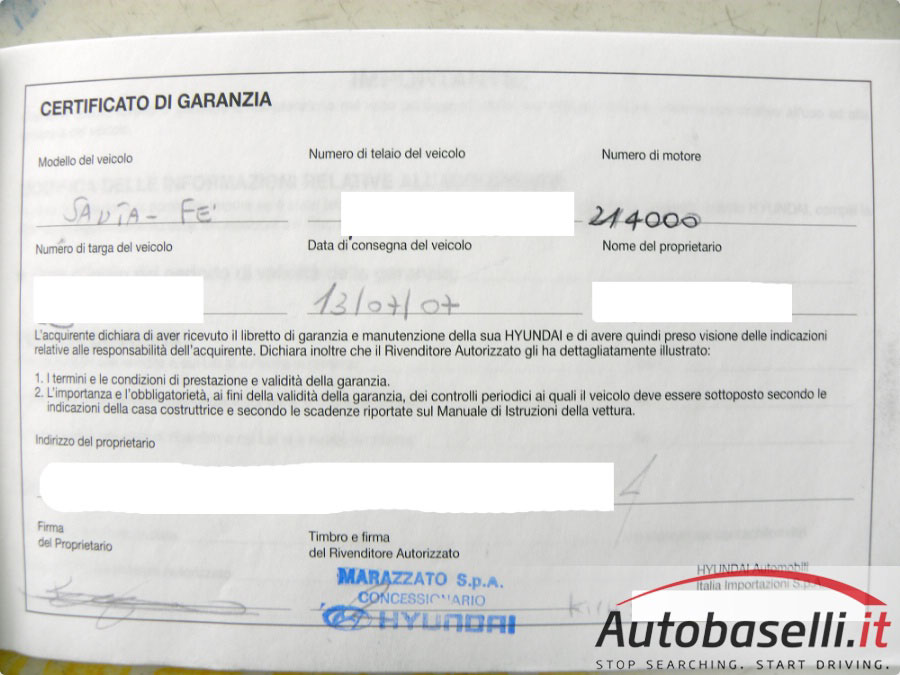 CERTIFICATO DI GARANZIA
Modello del veicolo
Numero di telaio del veicolo
Numero di motore
SANTA-FE
214000
Numero di targa del veicolo
Data di consegna del veicolo
Nome del proprietario
13/07/07
L'acquirente dichiara di aver ricevuto il libretto di garanzia e manutenzione della sua HYUNDAI e di avere quindi preso visione delle indicazioni
relative alle responsabilità dell'acquirente. Dichiara inoltre che il Rivenditore Autorizzato gli ha dettagliatamente illustrato:
1. I termini e le condizioni di prestazione e validità della garanzia.
2. L'importanza e l'obbligatorietà, ai fini della validità della garanzia, dei controlli periodici ai quali il veicolo deve essere sottoposto secondo le
indicazioni della casa costruttrice e secondo le scadenze riportate sul Manuale di Istruzioni della vettura.
Indirizzo del proprietario
Firma
del Proprietario
Timbro e firma
del Rivenditore Autorizzato
MARAZZATO S.p.A.
CONCESSIONARIO
HYUNDAI
HYUNDAI Automobili
Italia Importazioni S.p.A.
Autobaselli.it
STOP SEARCHING. START DRIVING.